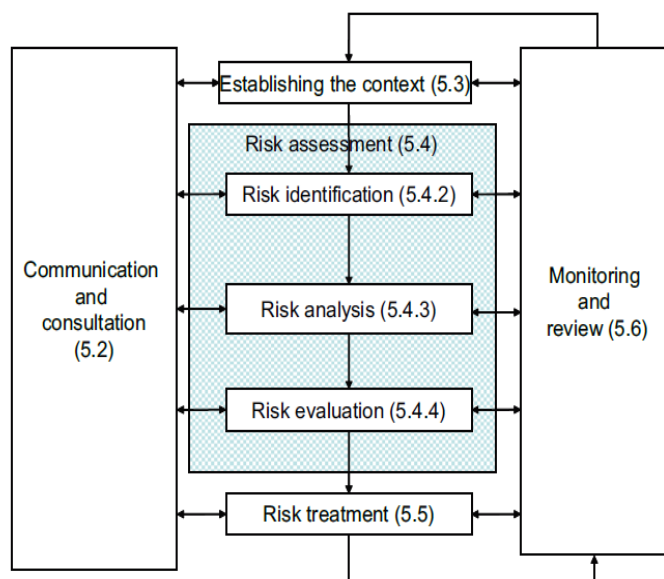 Establishing the context (5.3)
Risk assessment (5.4)
Risk identification (5.4.2)
Communication
and
consultation
(5.2)
Risk analysis (5.4.3)
Monitoring
and
review (5.6)
Risk evaluation (5.4.4)
Risk treatment (5.5)